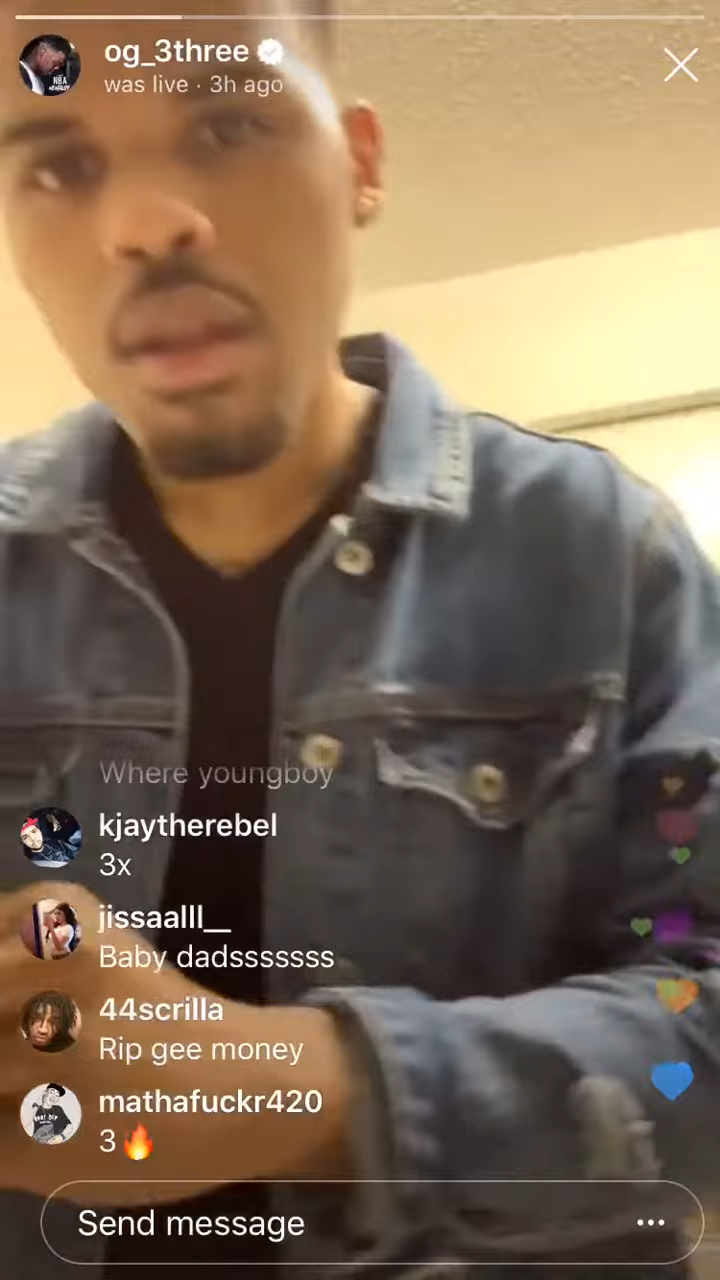 og_3three
was live · 3h ago
Where youngboy
kjaytherebel
3x
jissaalll__
Baby dadsssssss
44scrilla
Rip gee money
mathafuckr420
3🔥
Send message